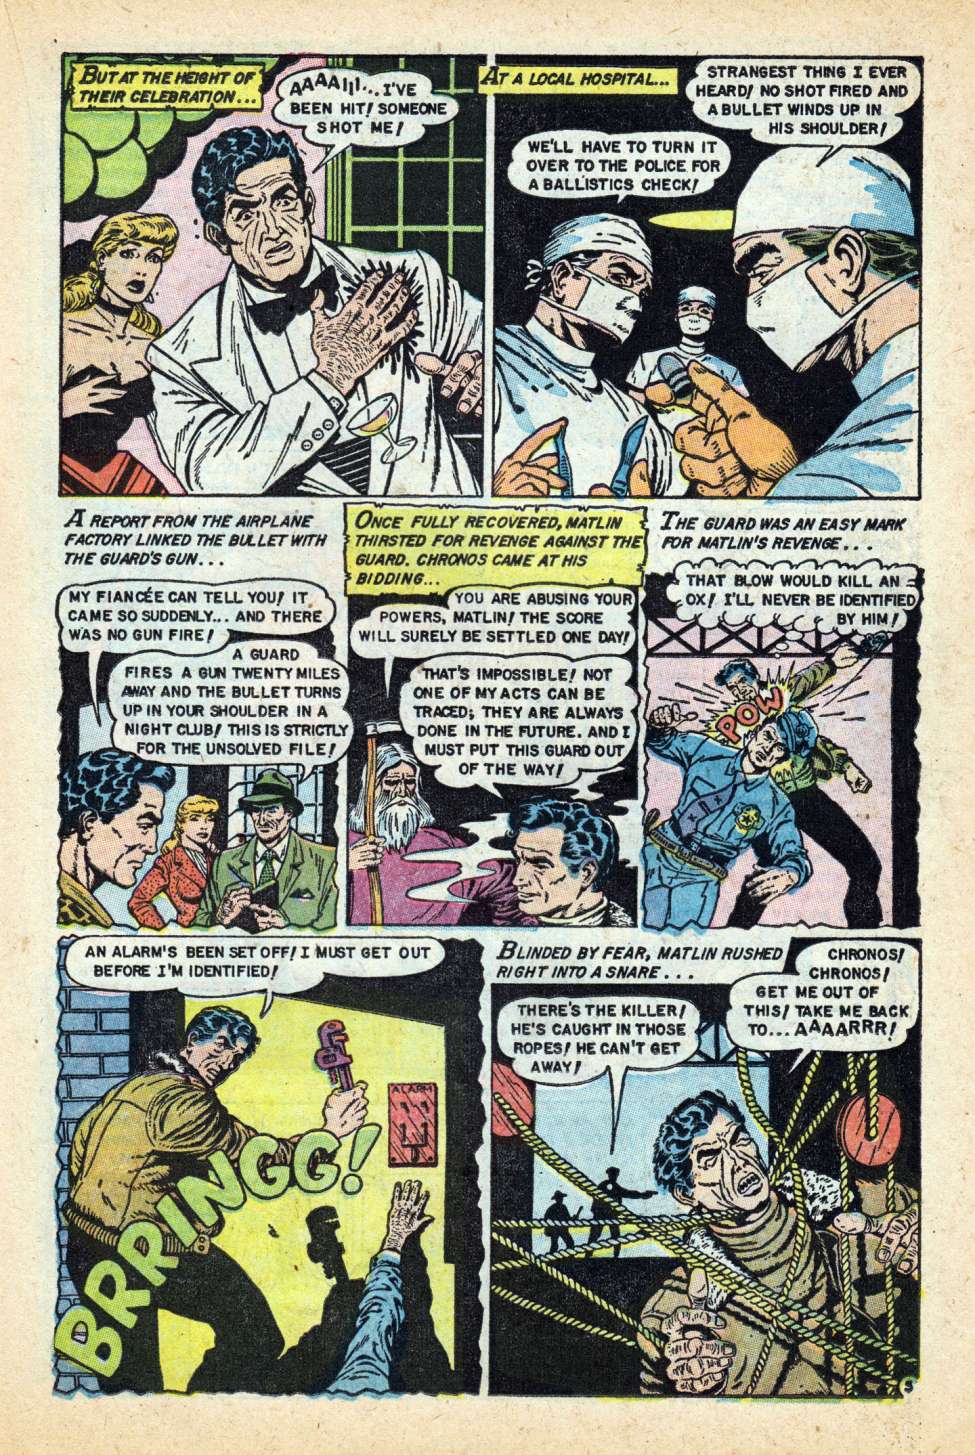 BUT AT THE HEIGHT OF
THEIR CELEBRATION...
AAAAIII... I'VE
BEEN HIT! SOMEONE
SHOT ME!
AT A LOCAL HOSPITAL...
WE'LL HAVE TO TURN IT
OVER TO THE POLICE FOR
A BALLISTICS CHECK!
STRANGEST THING I EVER
HEARD! NO SHOT FIRED AND
A BULLET WINDS UP IN
HIS SHOULDER!
A REPORT FROM THE AIRPLANE
FACTORY LINKED THE BULLET WITH
THE GUARD'S GUN...
MY FIANCÉE CAN TELL YOU! IT
CAME SO SUDDENLY... AND THERE
WAS NO GUN FIRE!
A GUARD
FIRES A GUN TWENTY MILES
AWAY AND THE BULLET TURNS
UP IN YOUR SHOULDER IN A
NIGHT CLUB! THIS IS STRICTLY
FOR THE UNSOLVED FILE!
ONCE FULLY RECOVERED, MATLIN
THIRSTED FOR REVENGE AGAINST THE
GUARD. CHRONOS CAME AT HIS
BIDDING...
YOU ARE ABUSING YOUR
POWERS, MATLIN! THE SCORE
WILL SURELY BE SETTLED ONE DAY!
THAT'S IMPOSSIBLE! NOT
ONE OF MY ACTS CAN BE
TRACED; THEY ARE ALWAYS
DONE IN THE FUTURE. AND I
MUST PUT THIS GUARD OUT
OF THE WAY!
THE GUARD WAS AN EASY MARK
FOR MATLIN'S REVENGE...
THAT BLOW WOULD KILL AN
OX! I'LL NEVER BE IDENTIFIED
BY HIM!
POW
AN ALARM'S BEEN SET OFF! I MUST GET OUT
BEFORE I'M IDENTIFIED!
ALARM
BRRINGG!
BLINDED BY FEAR, MATLIN RUSHED
RIGHT INTO A SNARE...
THERE'S THE KILLER!
HE'S CAUGHT IN THOSE
ROPES! HE CAN'T GET
AWAY!
CHRONOS!
CHRONOS!
GET ME OUT OF
THIS! TAKE ME BACK
TO... AAAARRR!